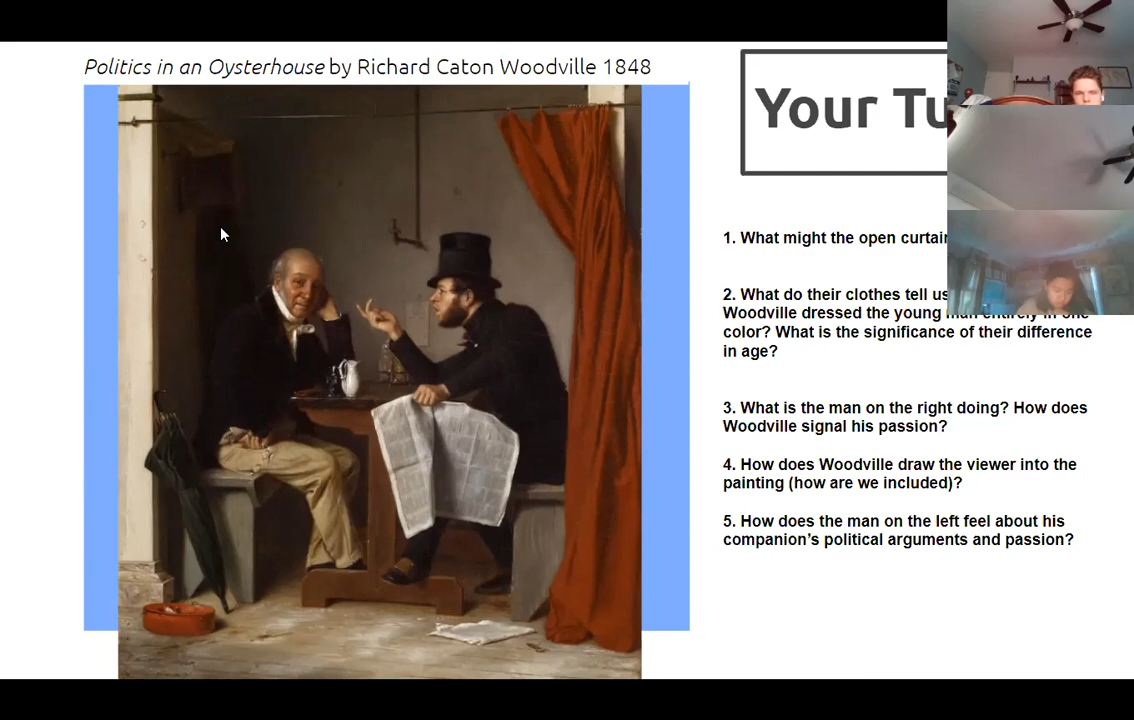 Politics in an Oysterhouse by Richard Caton Woodville 1848
Your
1. What might the open
2. What do their clothes tell us
Woodville dressed the young man entirely in one
color? What is the significance of their difference
in age?
3. What is the man on the right doing? How does
Woodville signal his passion?
4. How does Woodville draw the viewer into the
painting (how are we included)?
5. How does the man on the left feel about his
companion’s political arguments and passion?